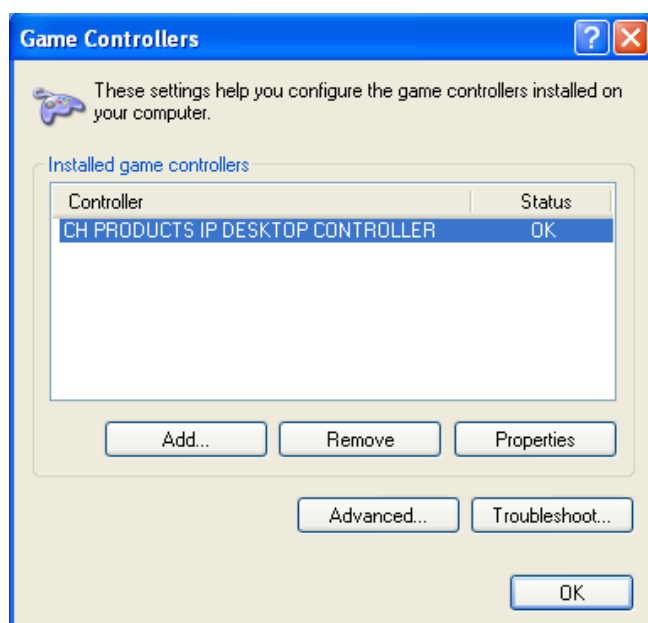 Game Controllers
These settings help you configure the game controllers installed on
your computer.
Installed game controllers
Controller Status
CH PRODUCTS IP DESKTOP CONTROLLER OK
Add... Remove Properties
Advanced... Troubleshoot...
OK